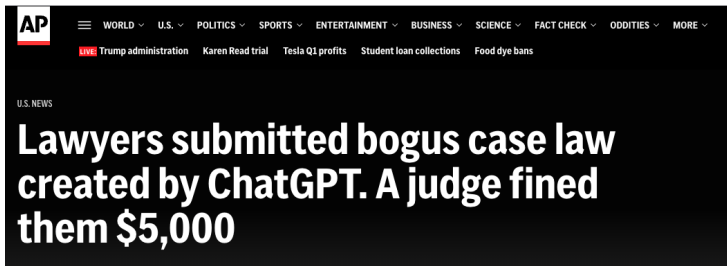 AP
WORLD U.S. POLITICS SPORTS ENTERTAINMENT BUSINESS SCIENCE FACT CHECK ODDITIES MORE
LIVE: Trump administration Karen Read trial Tesla Q1 profits Student loan collections Food dye bans
U.S. NEWS
Lawyers submitted bogus case law
created by ChatGPT. A judge fined
them $5,000